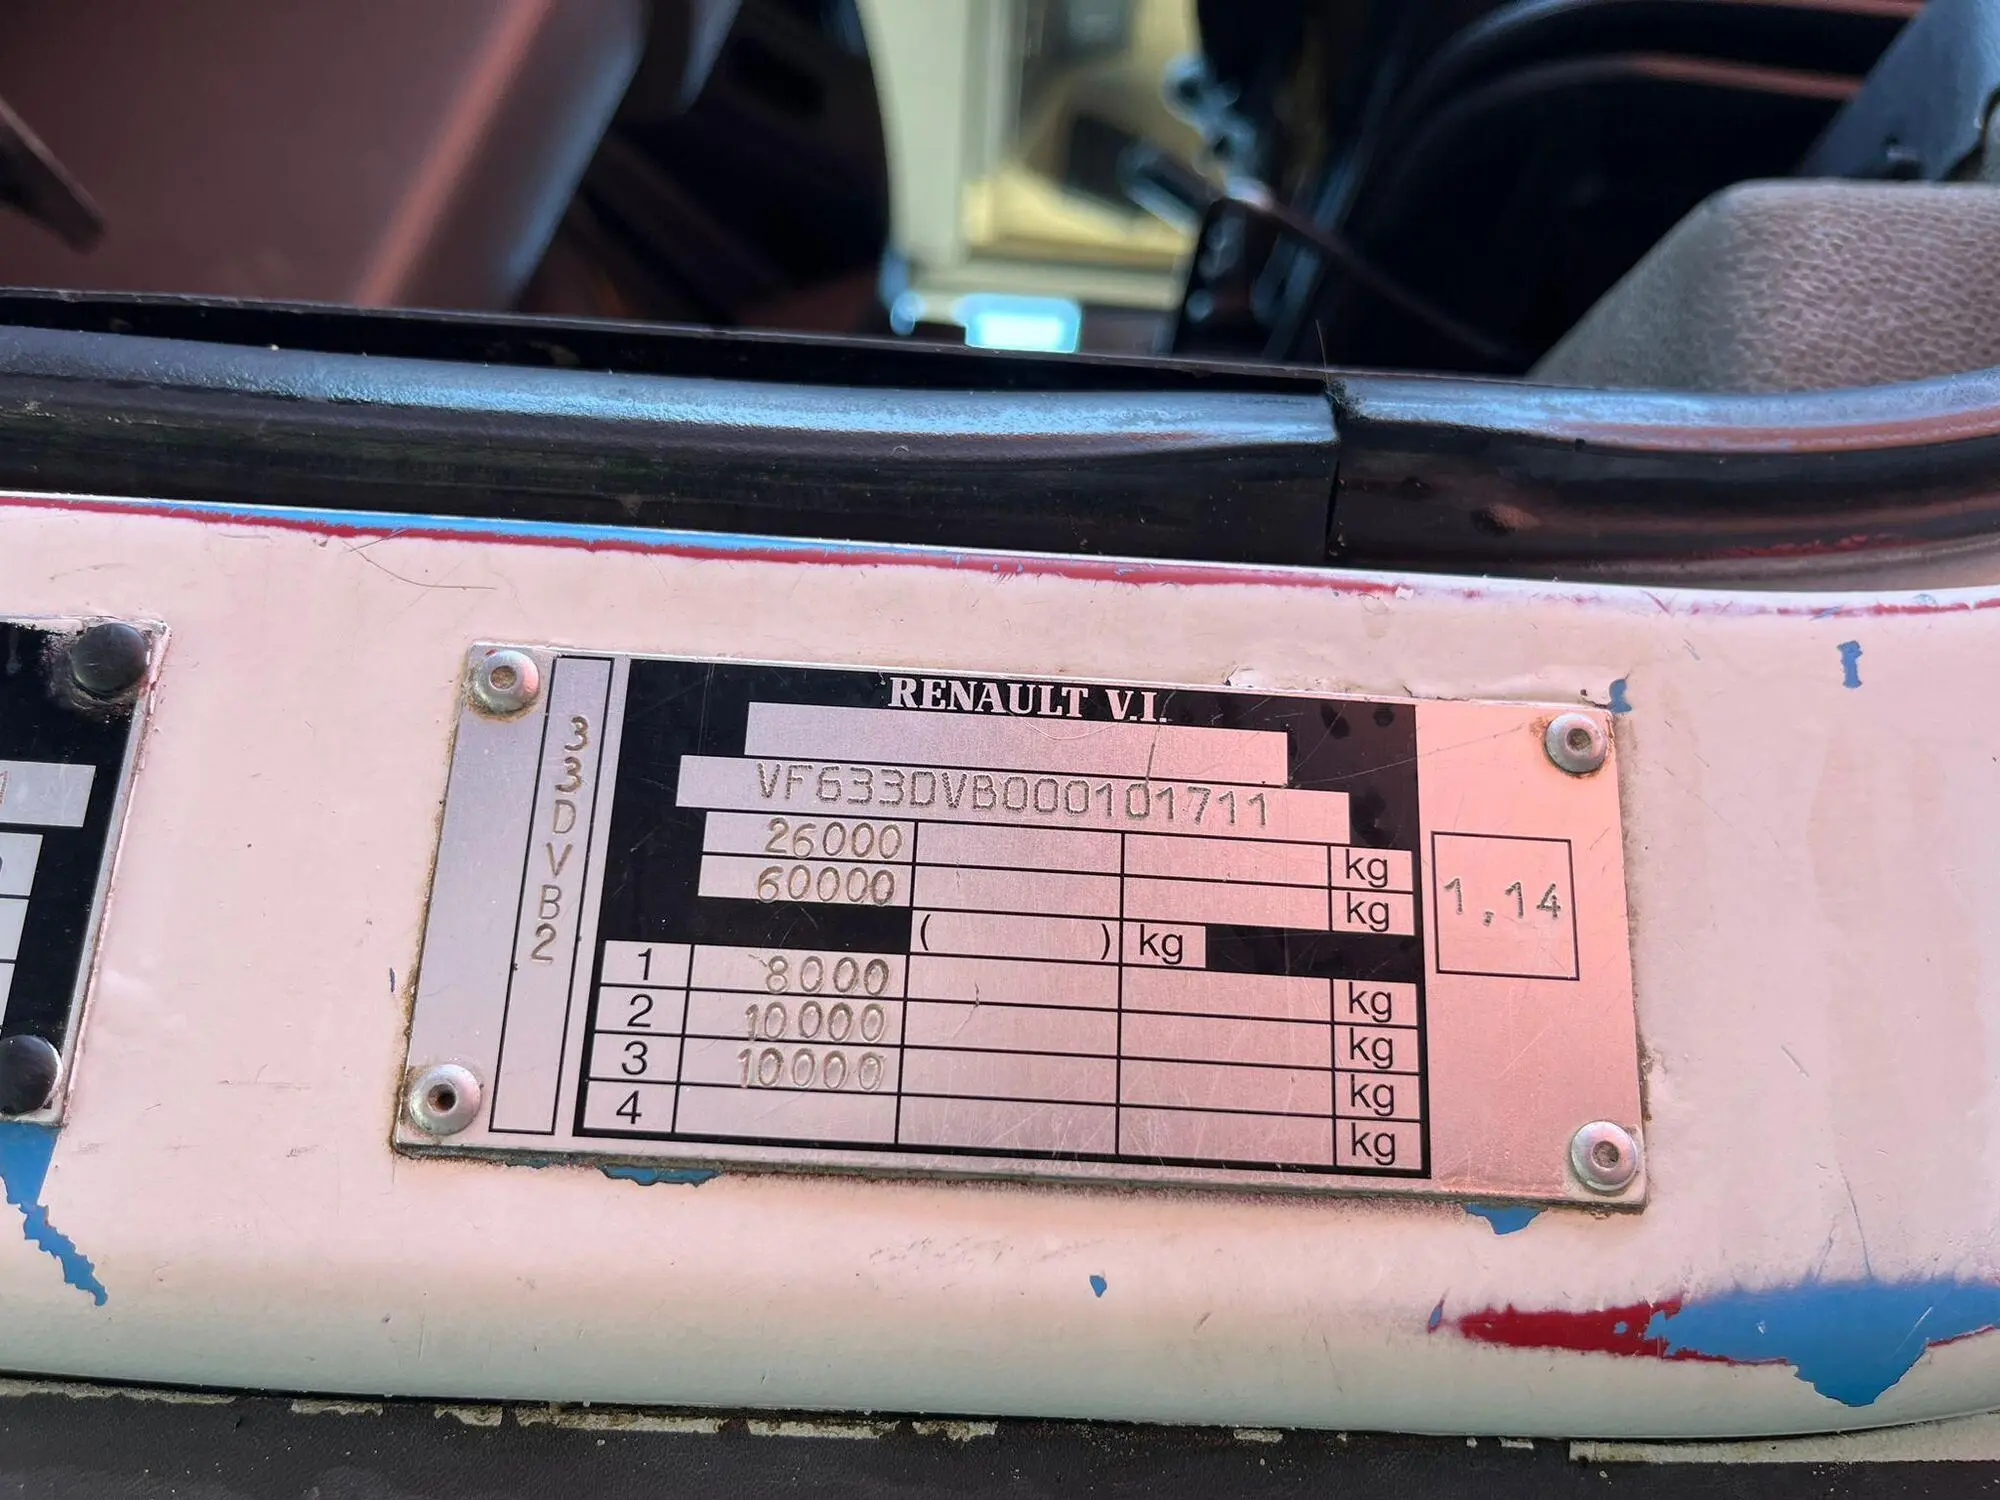 33DVB2
RENAULT V.I.
VF633DVB000101711
26000 kg
60000 kg
( ) kg
1 8000 kg
2 10000 kg
3 10000 kg
4 kg
1,14